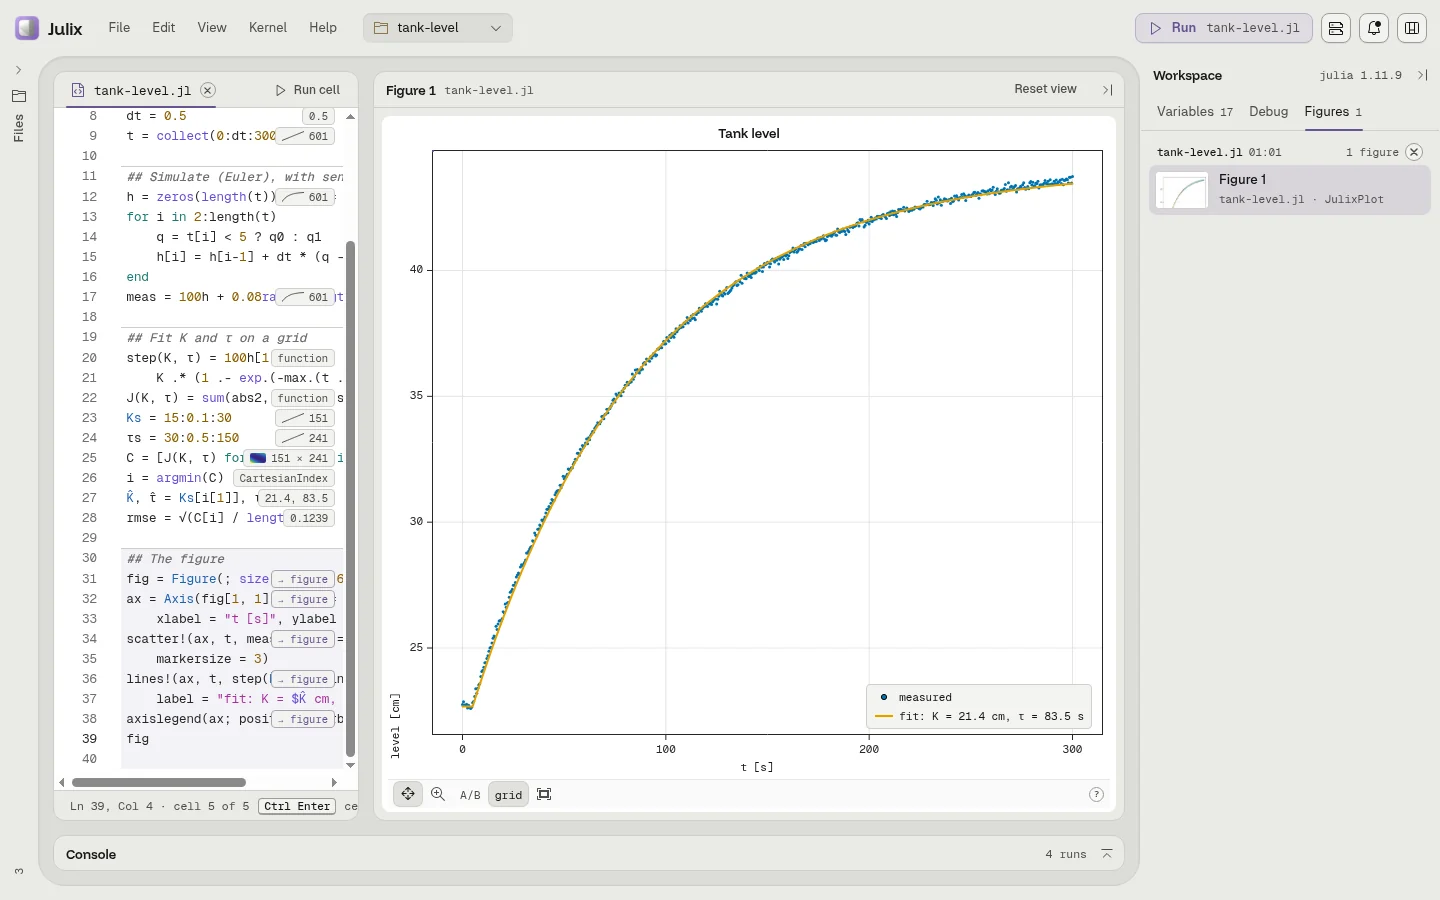 Julix File Edit View Kernel Help tank-level Run tank-level.jl
Files
3
tank-level.jl Run cell
8 dt = 0.5 0.5
9 t = collect(0:dt:300 601
10
11 ## Simulate (Euler), with sen
12 h = zeros(length(t)) 601
13 for i in 2:length(t)
14 q = t[i] < 5 ? q0 : q1
15 h[i] = h[i-1] + dt * (q -
16 end
17 meas = 100h + 0.08ra 601
18
19 ## Fit K and τ on a grid
20 step(K, τ) = 100h[1 function
21 K .* (1 .- exp.(-max.(t .
22 J(K, τ) = sum(abs2, function s
23 Ks = 15:0.1:30 151
24 τs = 30:0.5:150 241
25 C = [J(K, τ) for 151 × 241 i
26 i = argmin(C) CartesianIndex
27 K̂, τ̂ = Ks[i[1]], τ 21.4, 83.5
28 rmse = √(C[i] / lengt 0.1239
29
30 ## The figure
31 fig = Figure(; size → figure 6
32 ax = Axis(fig[1, 1] → figure
33 xlabel = "t [s]", ylabel
34 scatter!(ax, t, meas → figure =
35 markersize = 3)
36 lines!(ax, t, step( → figure n
37 label = "fit: K = $K̂ cm,
38 axislegend(ax; posit → figure b
39 fig
40
Ln 39, Col 4 · cell 5 of 5 Ctrl Enter ce
Figure 1 tank-level.jl Reset view
Tank level
40
35
30
25
level [cm]
measured
fit: K = 21.4 cm, τ = 83.5 s
0 100 200 300
t [s]
A/B grid ?
Console 4 runs
Workspace julia 1.11.9
Variables 17 Debug Figures 1
tank-level.jl 01:01 1 figure
Figure 1
tank-level.jl · JulixPlot